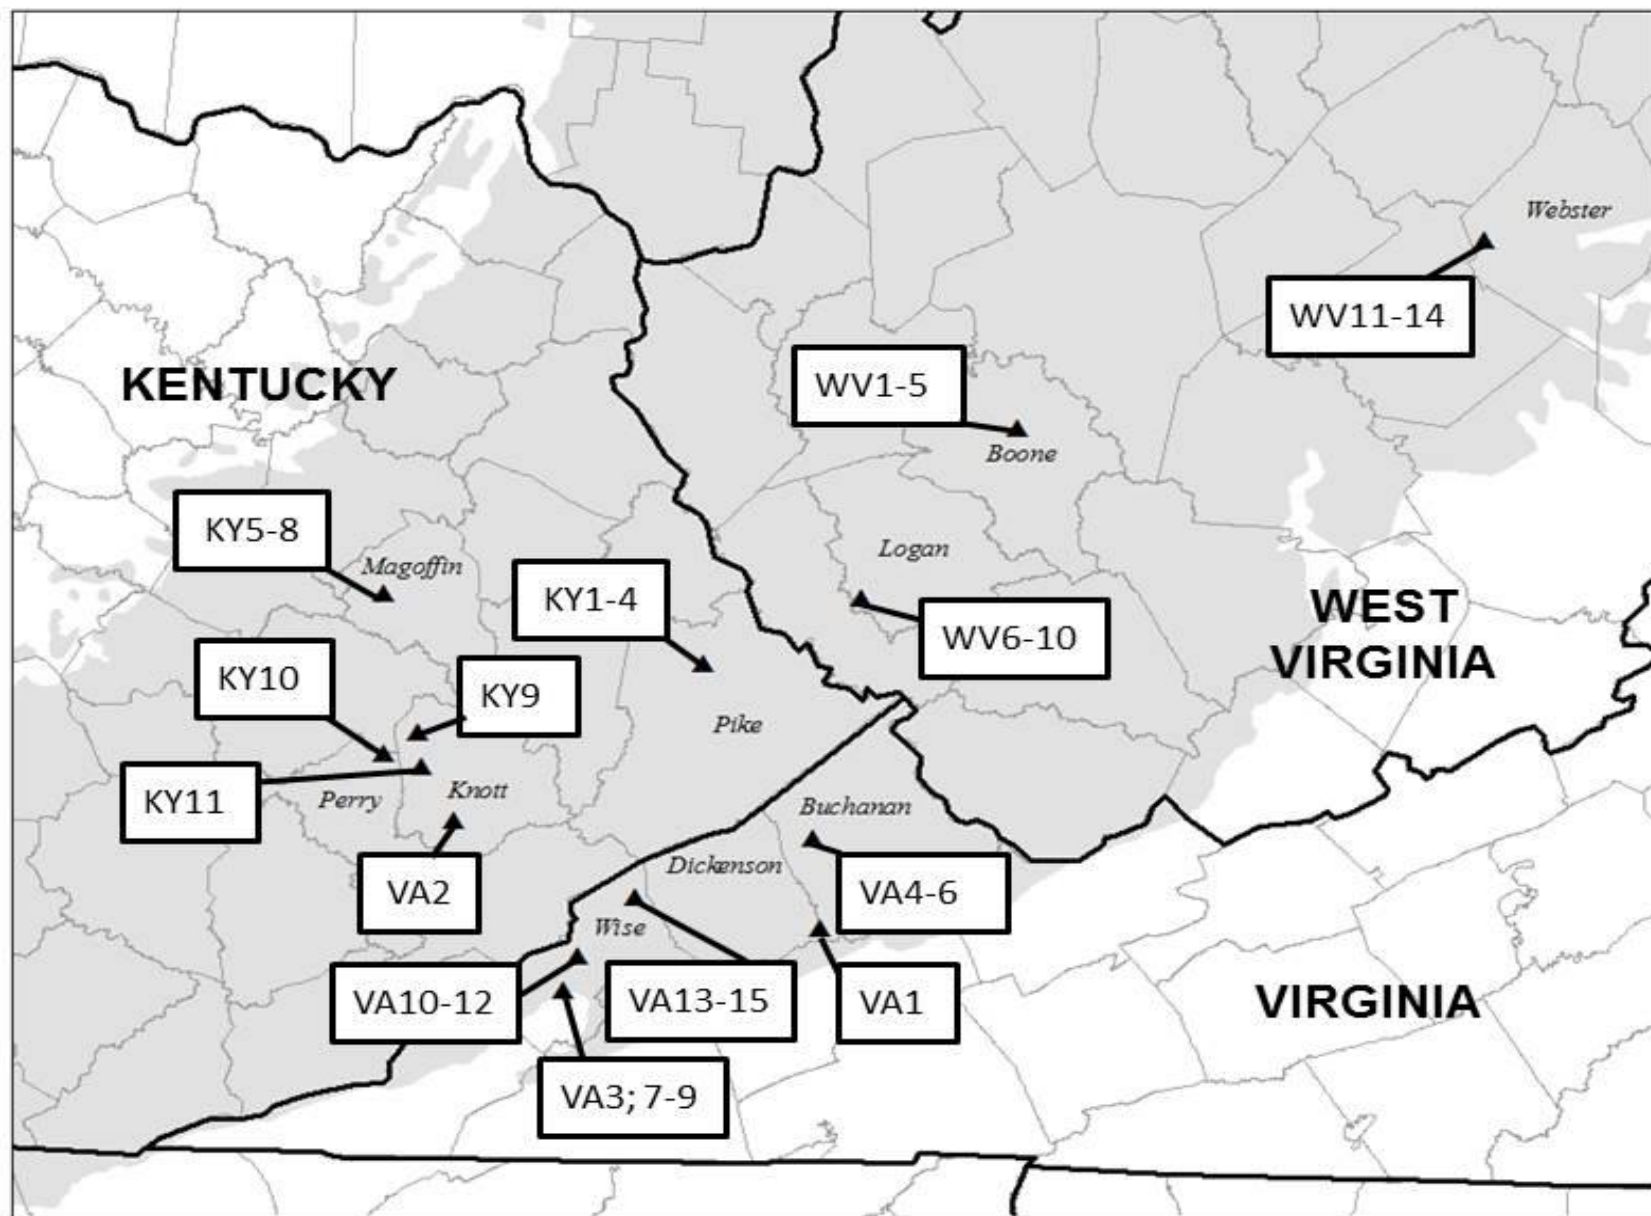 Webster
WV11-14
KENTUCKY
WV1-5
Boone
KY5-8
Magoffin
KY1-4
Logan
WV6-10
WEST
VIRGINIA
KY10
KY9
Pike
KY11
Perry
Knott
Buchanan
VA2
Dickenson
VA4-6
Wise
VA10-12
VA13-15
VA1
VIRGINIA
VA3; 7-9